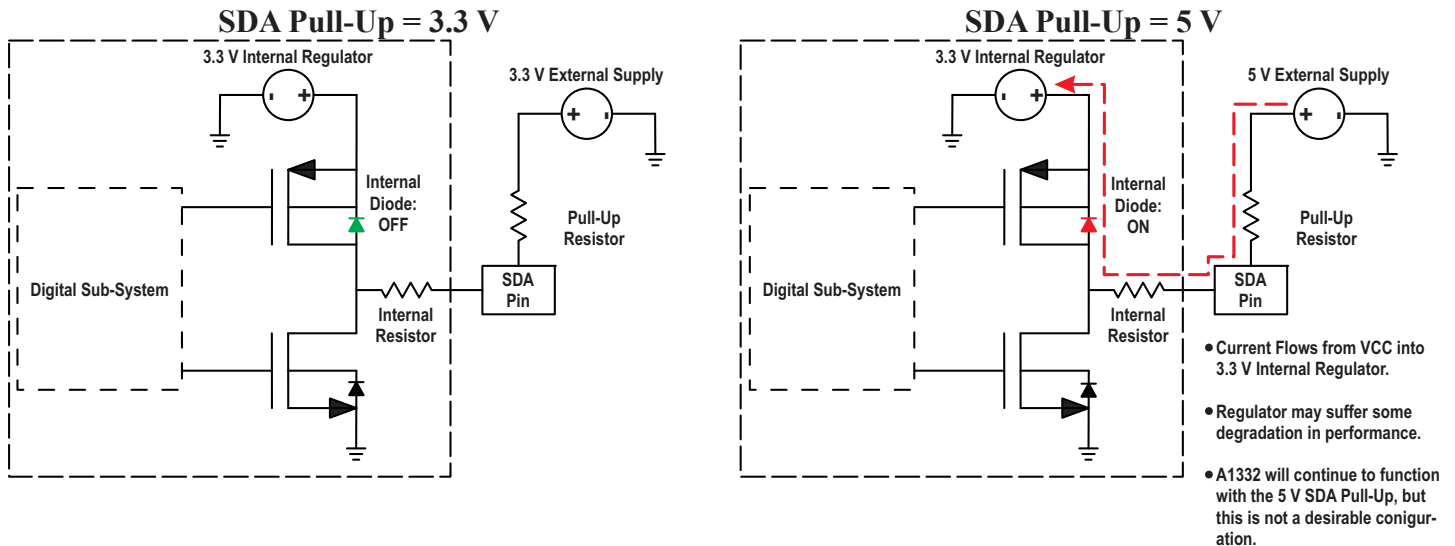 SDA Pull-Up = 3.3 V
3.3 V Internal Regulator
-
+
3.3 V External Supply
+
-
Internal
Diode:
OFF
Pull-Up
Resistor
Digital Sub-System
SDA
Pin
Internal
Resistor
SDA Pull-Up = 5 V
3.3 V Internal Regulator
-
+
5 V External Supply
+
-
Internal
Diode:
ON
Pull-Up
Resistor
Digital Sub-System
SDA
Pin
Internal
Resistor
• Current Flows from VCC into
3.3 V Internal Regulator.
• Regulator may suffer some
degradation in performance.
• A1332 will continue to function
with the 5 V SDA Pull-Up, but
this is not a desirable conigur-
ation.